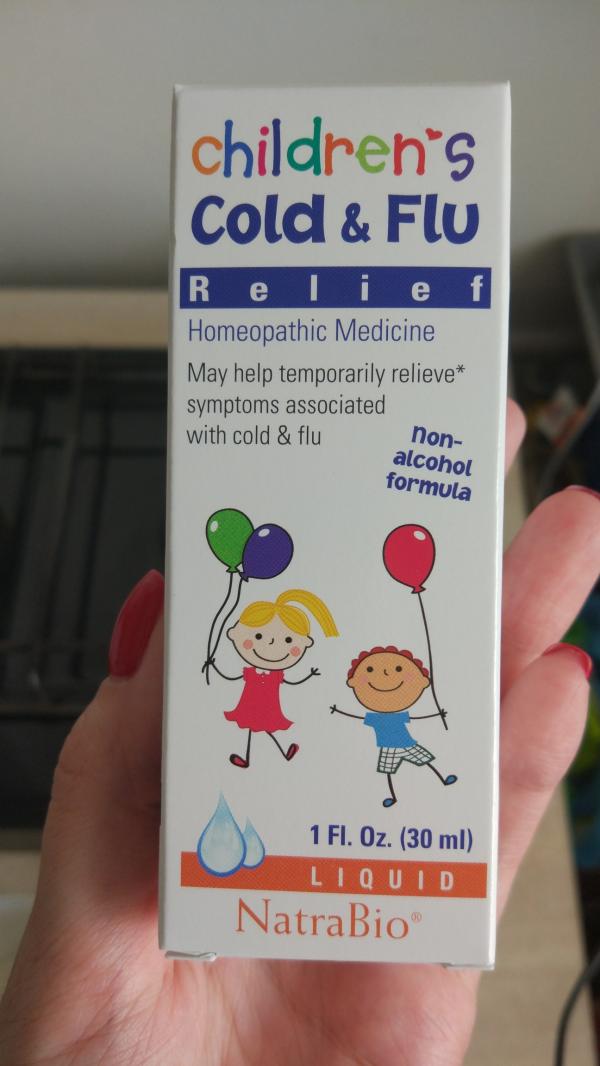 children's
Cold & Flu
Relief
Homeopathic Medicine
May help temporarily relieve*
symptoms associated
with cold & flu
Non-
alcohol
formula
1 Fl. Oz. (30 ml)
LIQUID
NatraBio®